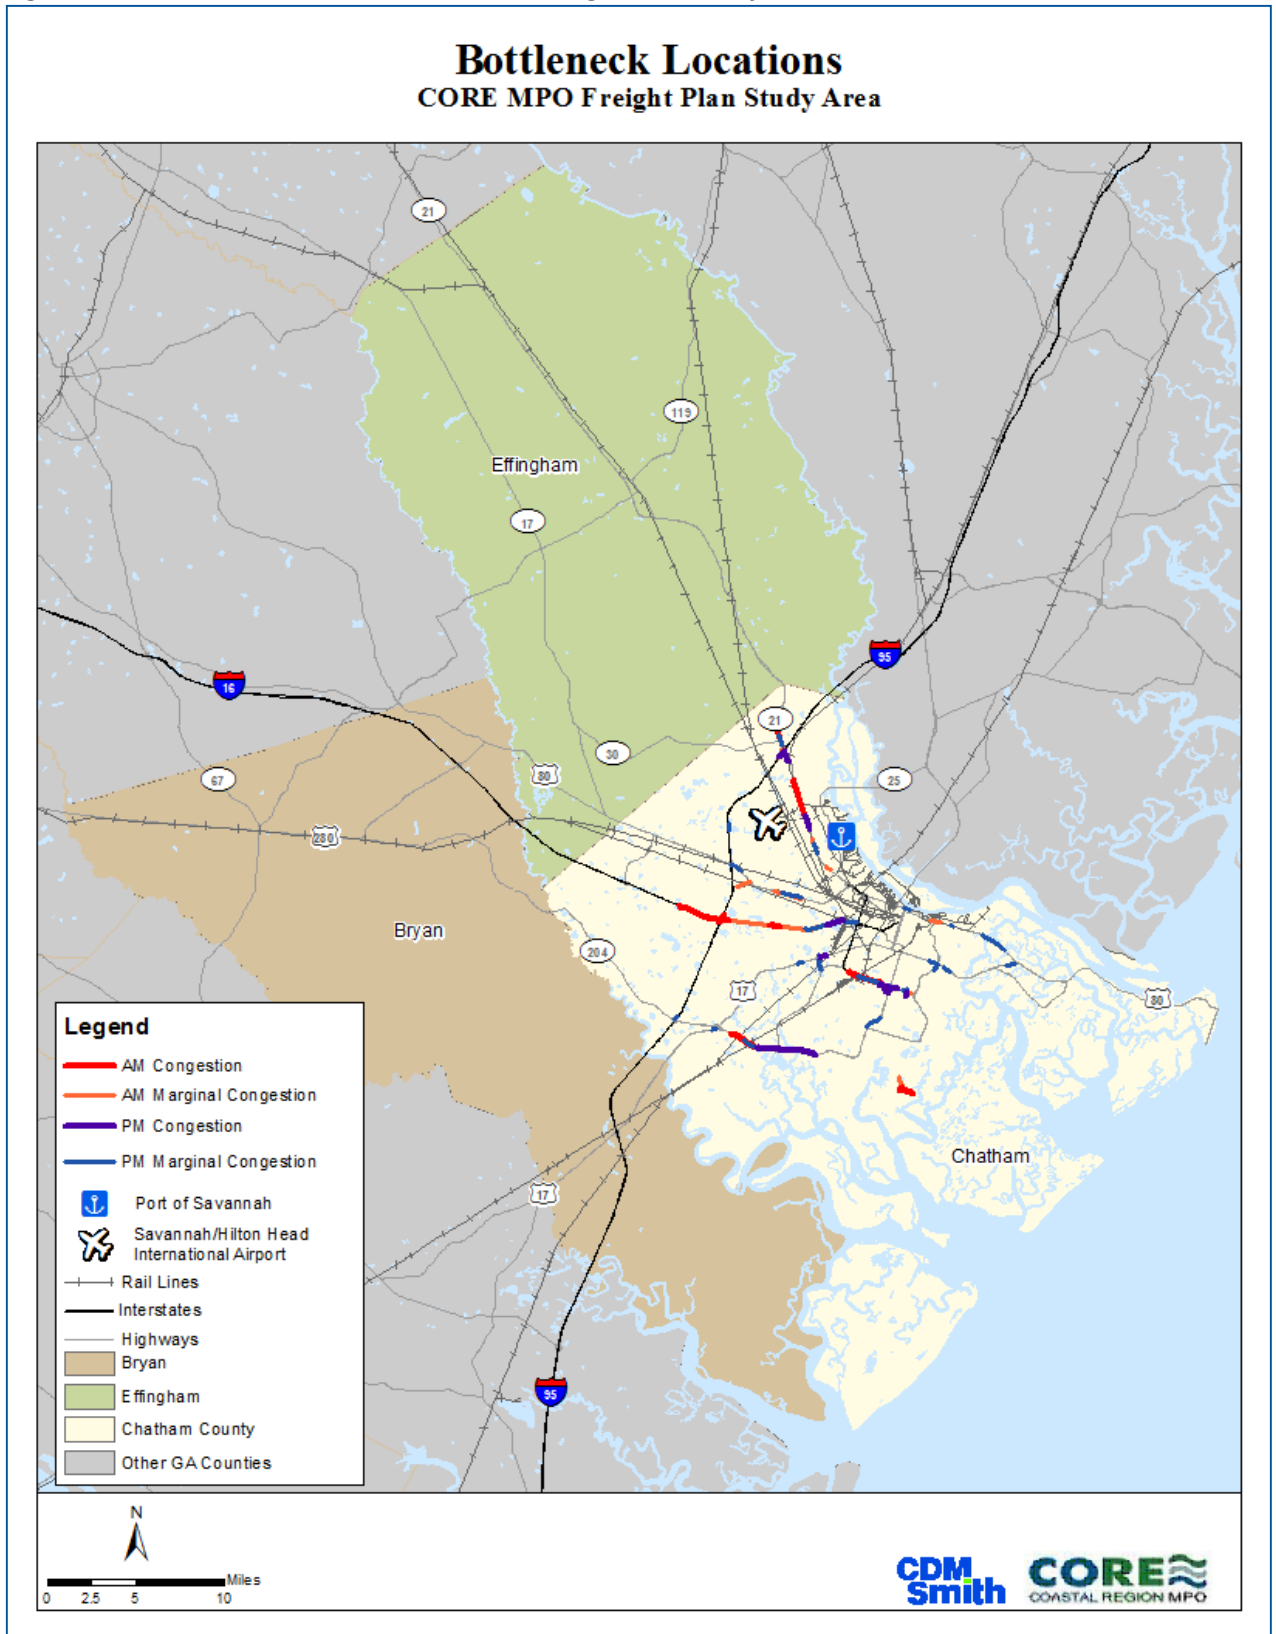 Bottleneck Locations
CORE MPO Freight Plan Study Area
21
119
Effingham
17
95
16
21
30
80
67
25
280
Bryan
204
17
80
Chatham
17
95
Legend
AM Congestion
AM Marginal Congestion
PM Congestion
PM Marginal Congestion
Port of Savannah
Savannah/Hilton Head
International Airport
Rail Lines
Interstates
Highways
Bryan
Effingham
Chatham County
Other GA Counties
N
Miles
0 2.5 5 10
CDM
Smith
CORE
COASTAL REGION MPO